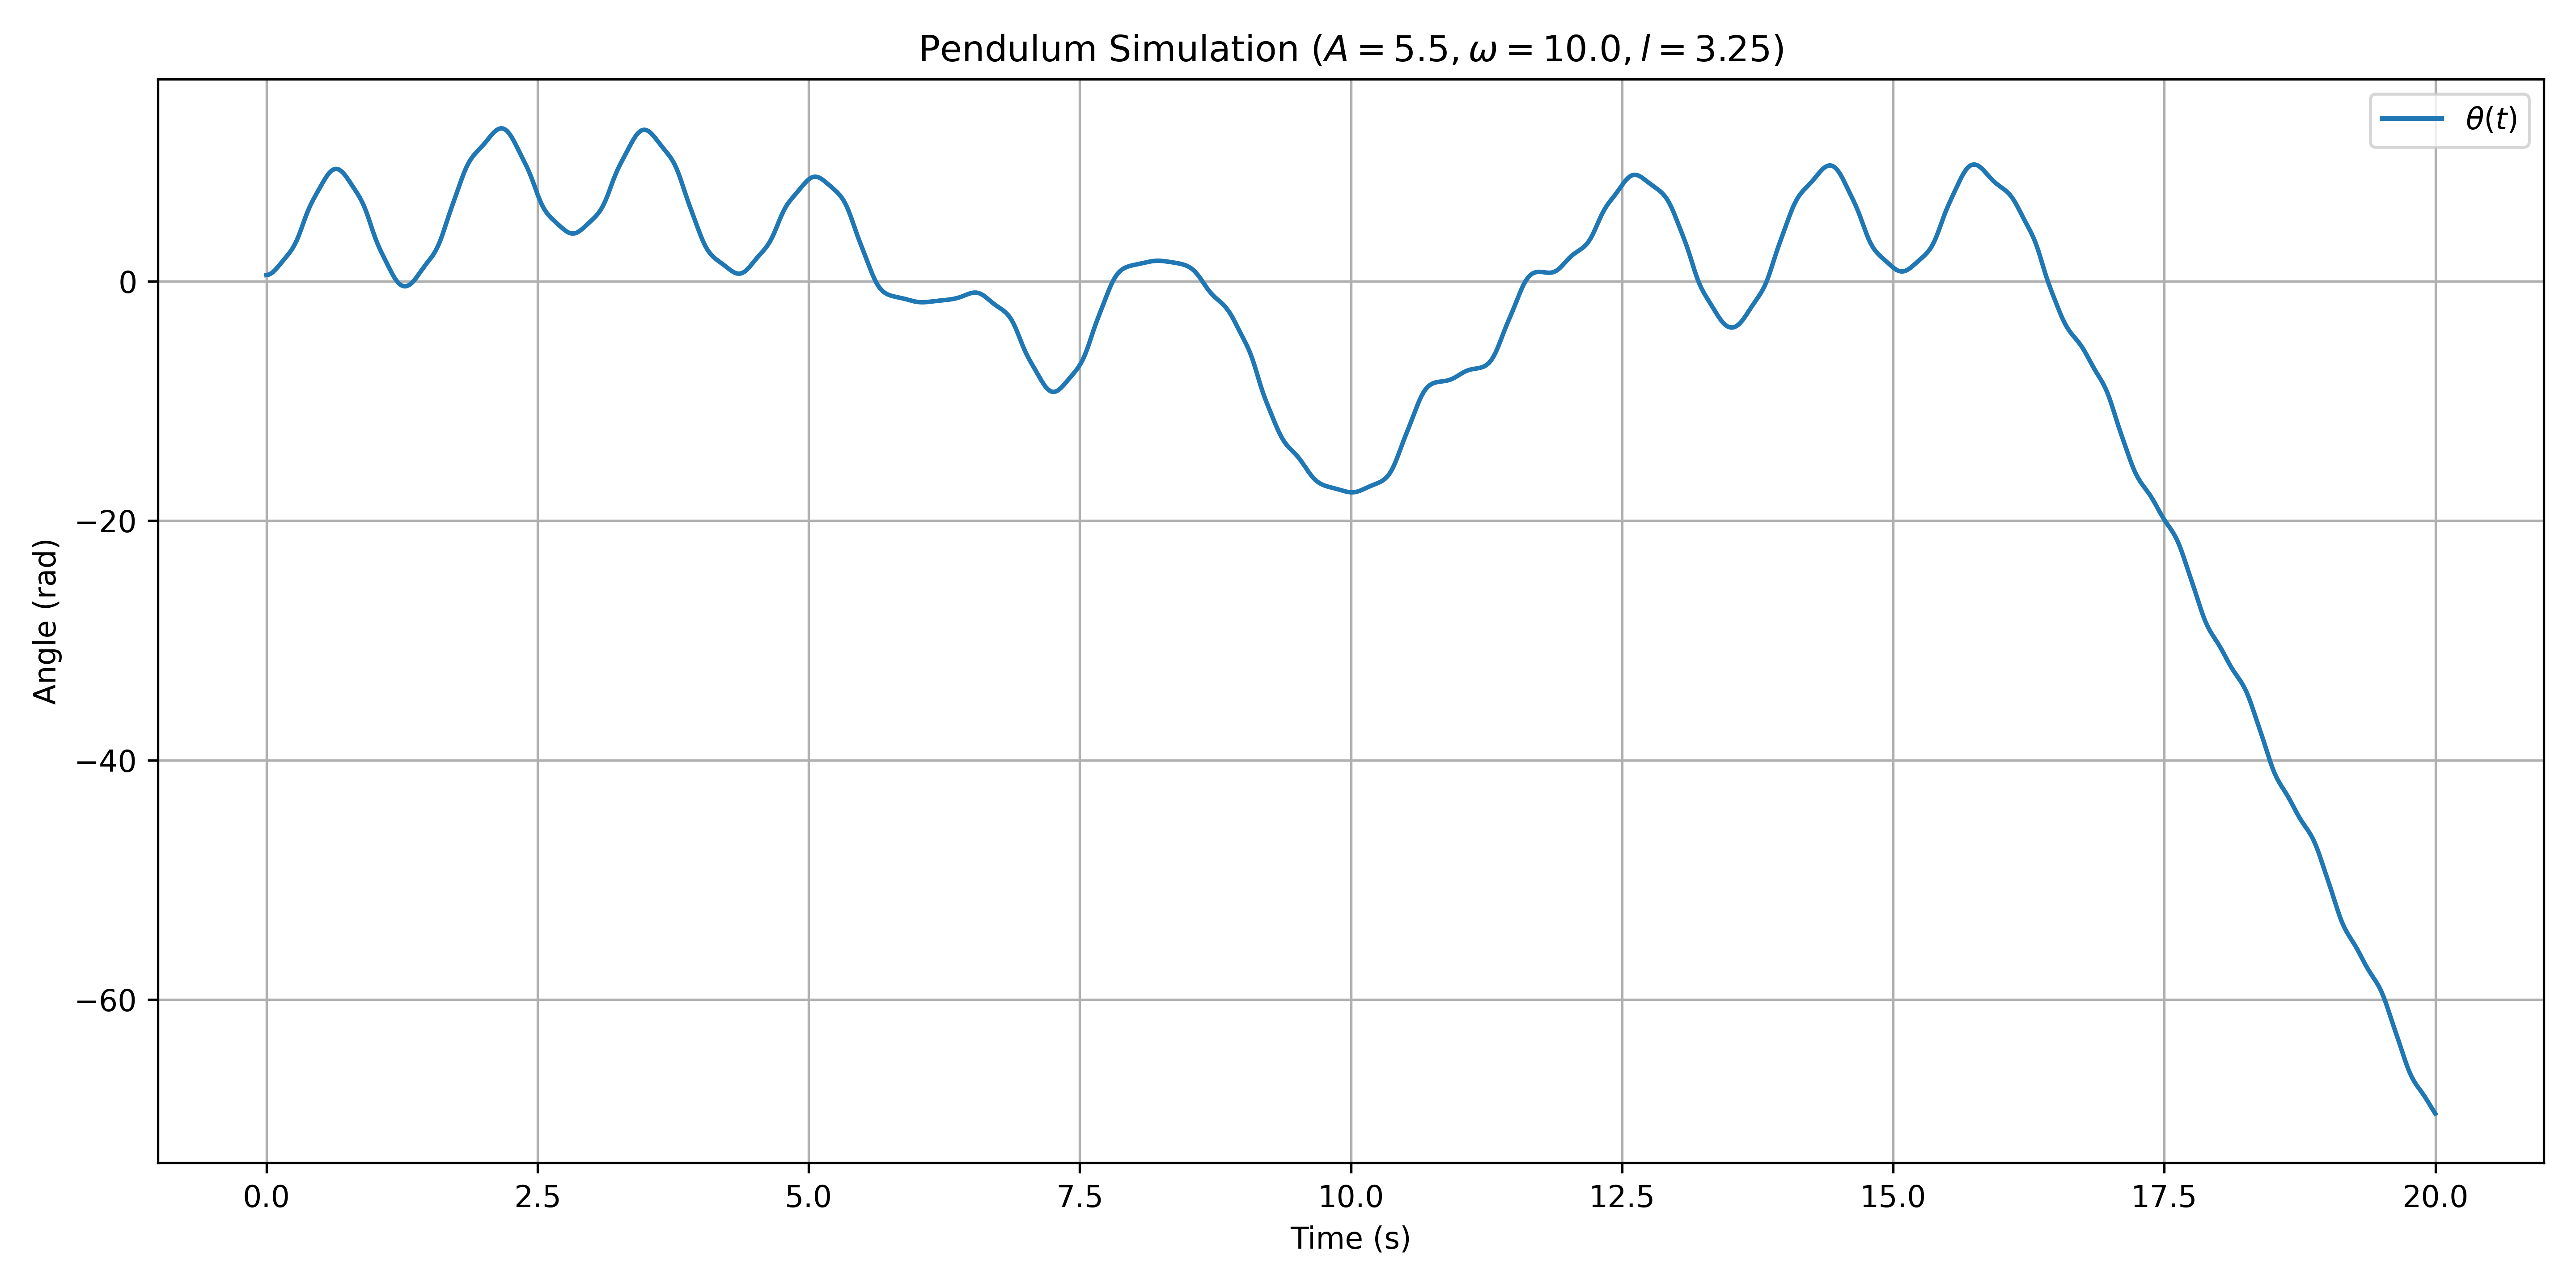 Pendulum Simulation (A = 5.5, ω = 10.0, l = 3.25)
θ(t)
Angle (rad)
0
−20
−40
−60
0.0 2.5 5.0 7.5 10.0 12.5 15.0 17.5 20.0
Time (s)